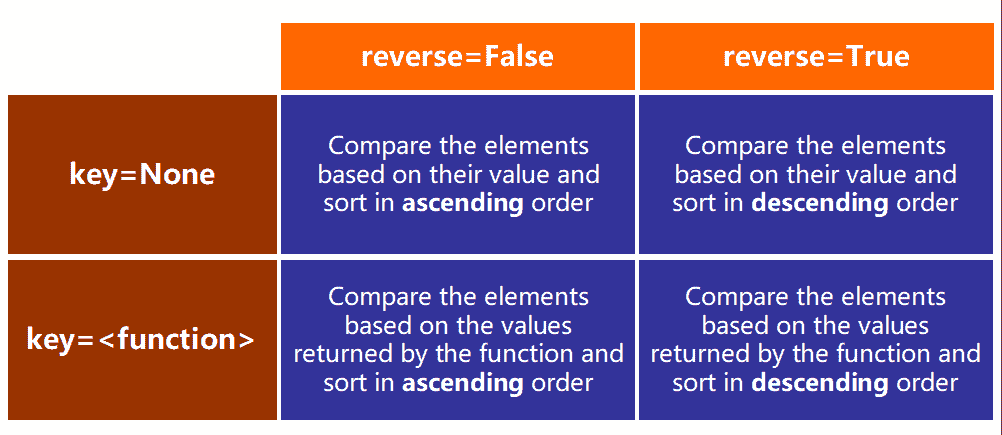 reverse=False
reverse=True
key=None
Compare the elements
based on their value and
sort in ascending order
Compare the elements
based on their value and
sort in descending order
key=<function>
Compare the elements
based on the values
returned by the function and
sort in ascending order
Compare the elements
based on the values
returned by the function and
sort in descending order